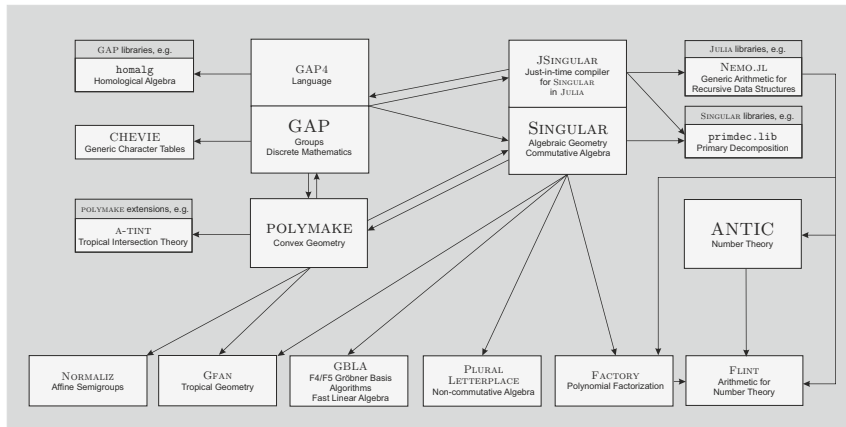 GAP libraries, e.g.
homalg
Homological Algebra
GAP4
Language
JSingular
Just-in-time compiler
for Singular
in Julia
Julia libraries, e.g.
Nemo.jl
Generic Arithmetic for
Recursive Data Structures
CHEVIE
Generic Character Tables
GAP
Groups
Discrete Mathematics
Singular
Algebraic Geometry
Commutative Algebra
Singular libraries, e.g.
primdec.lib
Primary Decomposition
polymake extensions, e.g.
a-tint
Tropical Intersection Theory
polymake
Convex Geometry
ANTIC
Number Theory
Normaliz
Affine Semigroups
Gfan
Tropical Geometry
GBLA
F4/F5 Gröbner Basis
Algorithms
Fast Linear Algebra
Plural
Letterplace
Non-commutative Algebra
Factory
Polynomial Factorization
Flint
Arithmetic for
Number Theory